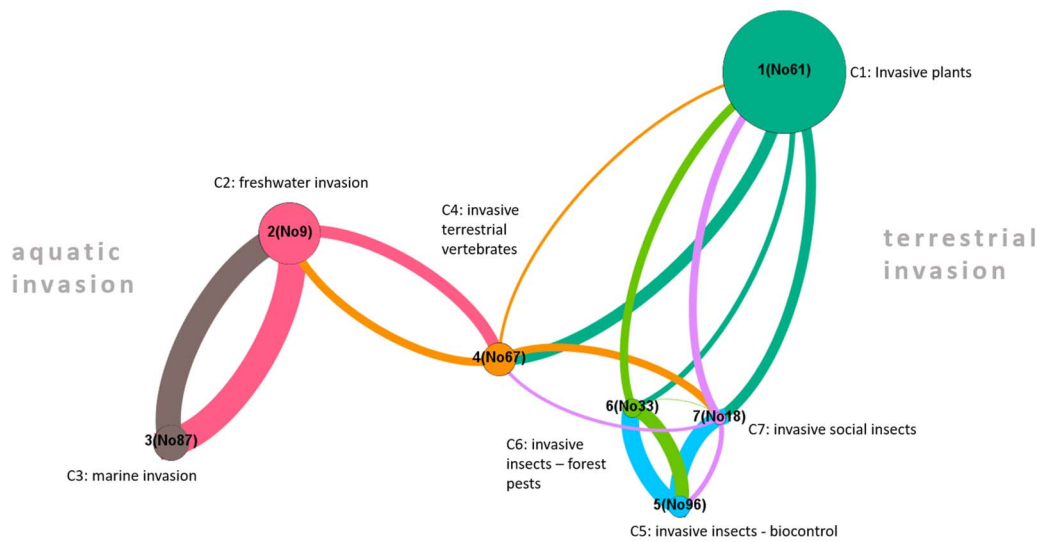 1(No61)
C1: Invasive plants
C2: freshwater invasion
2(No9)
C4: invasive
terrestrial
vertebrates
aquatic
invasion
terrestrial
invasion
4(No67)
3(No87)
C3: marine invasion
6(No33)
7(No18)
C7: invasive social insects
C6: invasive
insects – forest
pests
5(No96)
C5: invasive insects - biocontrol